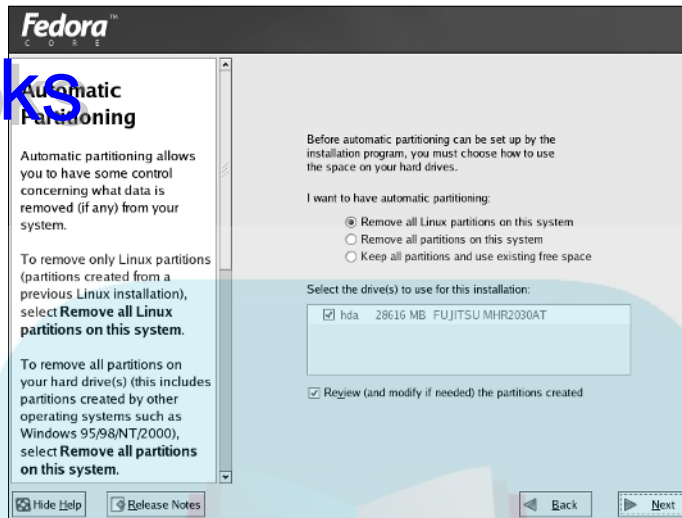 Fedora™
CORE
ks
Automatic
Partitioning
Automatic partitioning allows
you to have some control
concerning what data is
removed (if any) from your
system.
To remove only Linux partitions
(partitions created from a
previous Linux installation),
select Remove all Linux
partitions on this system.
To remove all partitions on
your hard drive(s) (this includes
partitions created by other
operating systems such as
Windows 95/98/NT/2000),
select Remove all partitions
on this system.
Before automatic partitioning can be set up by the
installation program, you must choose how to use
the space on your hard drives.
I want to have automatic partitioning:
Remove all Linux partitions on this system
Remove all partitions on this system
Keep all partitions and use existing free space
Select the drive(s) to use for this installation:
hda 28616 MB FUJITSU MHR2030AT
Review (and modify if needed) the partitions created
Hide Help
Release Notes
Back
Next